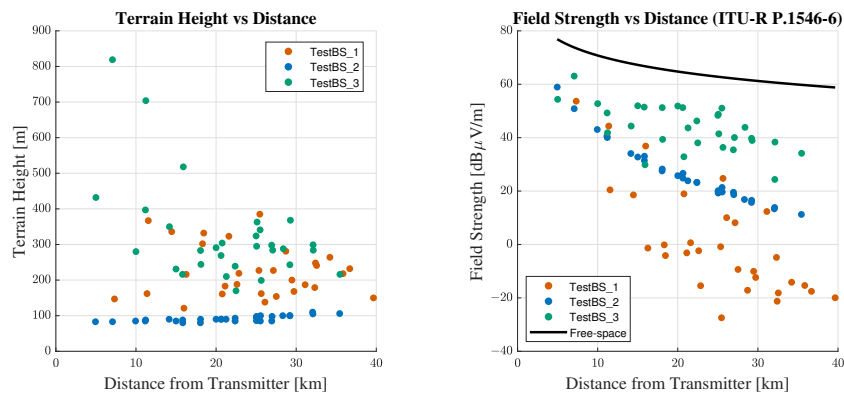 Terrain Height vs Distance
900
800
700
600
500
400
300
200
100
0
0
10
20
30
40
Terrain Height [m]
Distance from Transmitter [km]
TestBS_1
TestBS_2
TestBS_3
Field Strength vs Distance (ITU-R P.1546-6)
80
60
40
20
0
−20
−40
0
10
20
30
40
Field Strength [dBμ V/m]
Distance from Transmitter [km]
TestBS_1
TestBS_2
TestBS_3
Free-space